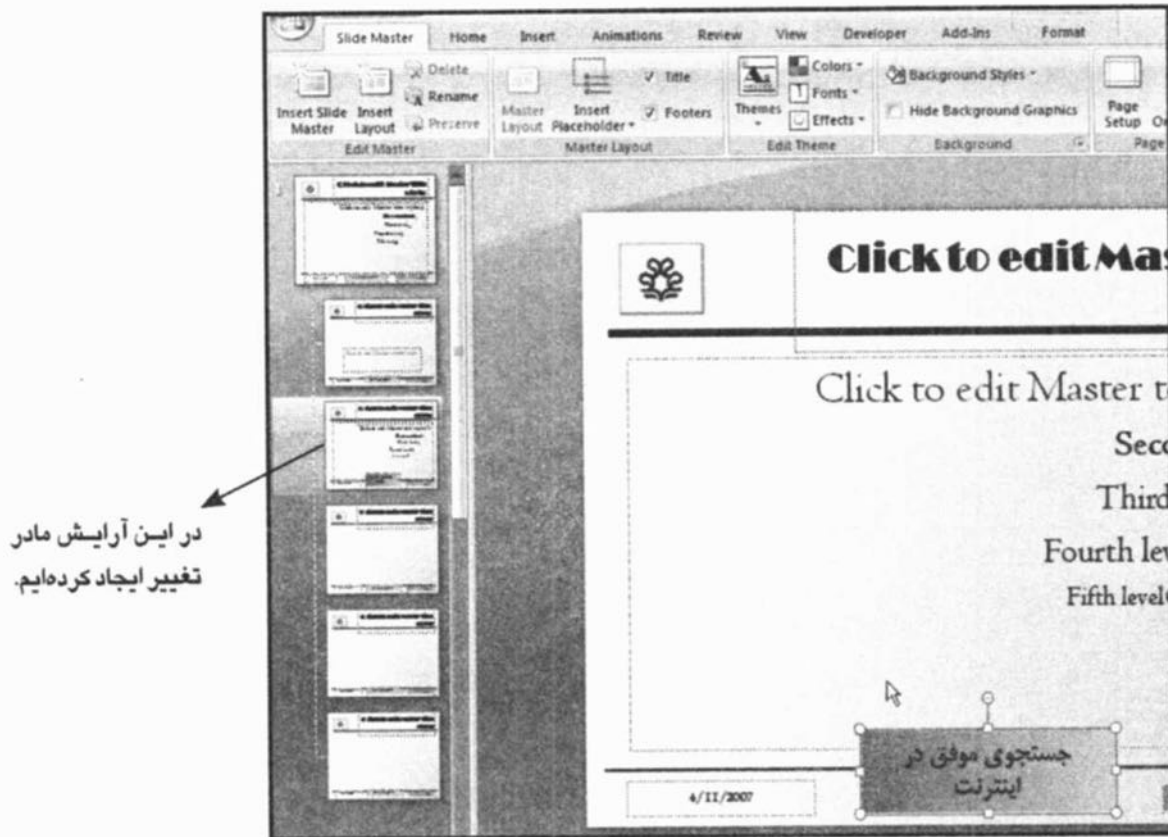 Slide Master Home Insert Animations Review View Developer Add-Ins Format
Insert Slide Master
Insert Layout
Delete
Rename
Preserve
Edit Master
Master Layout
Insert Placeholder
Title
Footers
Master Layout
Themes
Colors
Fonts
Effects
Edit Theme
Background Styles
Hide Background Graphics
Background
Page Setup
Page
Click to edit Mas
Click to edit Master t
Seco
Third
Fourth lev
Fifth level
جستجوی موفق در
اینترنت
4/11/2007
در این آرایش مادر
تغییر ایجاد کرده‌ایم.